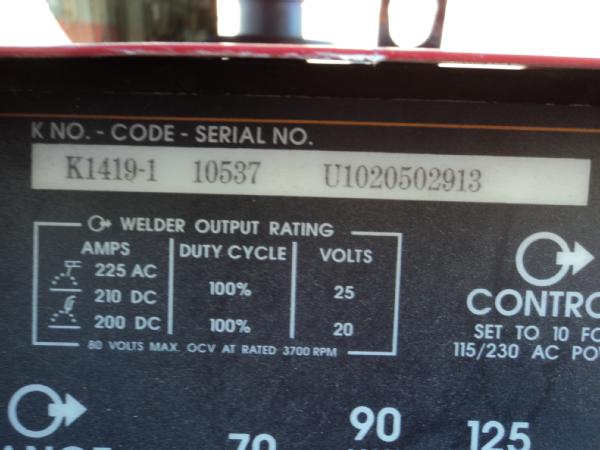 K NO. - CODE - SERIAL NO.
K1419-1 10537 U1020502913
WELDER OUTPUT RATING
AMPS DUTY CYCLE VOLTS
225 AC
210 DC 100% 25
200 DC 100% 20
80 VOLTS MAX. OCV AT RATED 3700 RPM
CONTRO
SET TO 10 FO
115/230 AC PO
70 90 125